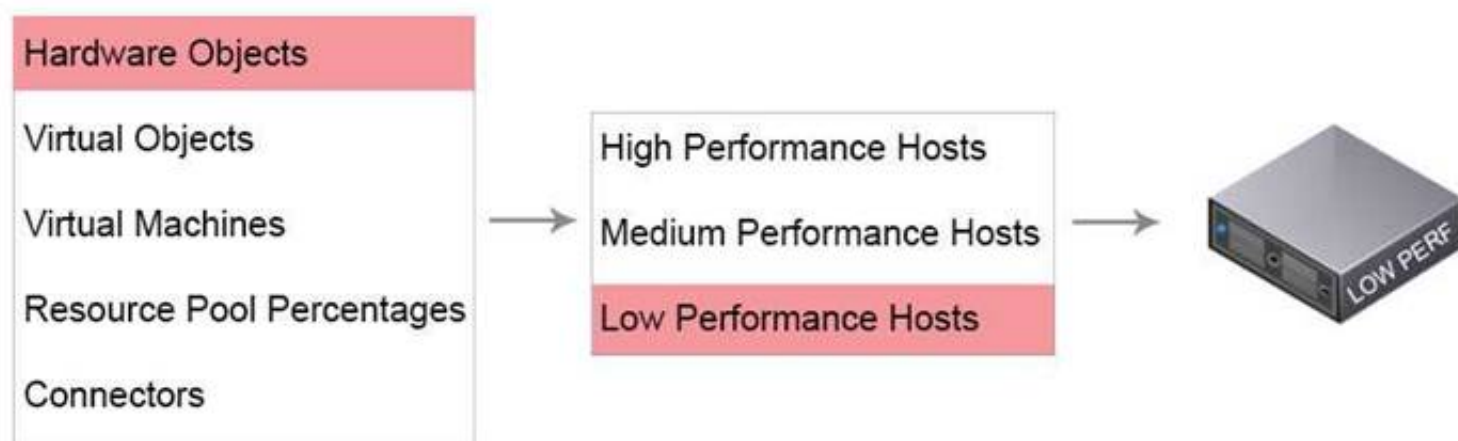 Hardware Objects
Virtual Objects
Virtual Machines
Resource Pool Percentages
Connectors
High Performance Hosts
Medium Performance Hosts
Low Performance Hosts
LOW PERF